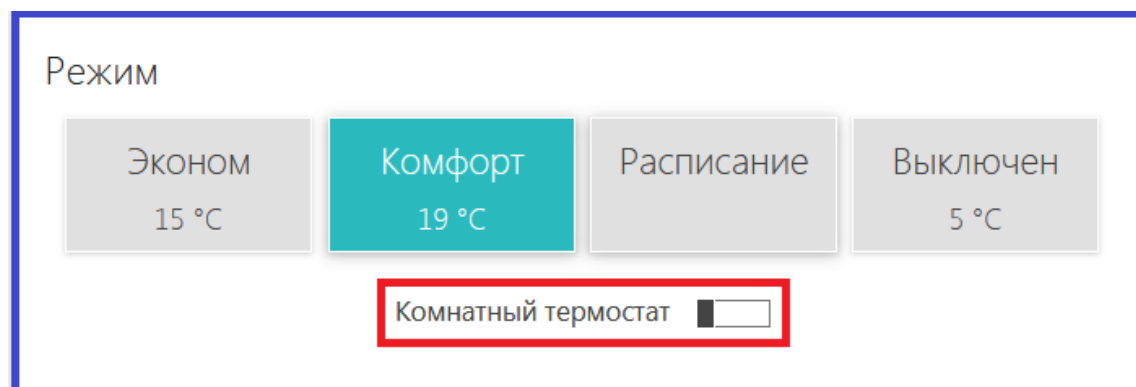 Режим
Эконом Комфорт Расписание Выключен
15 °C 19 °C 5 °C
Комнатный термостат